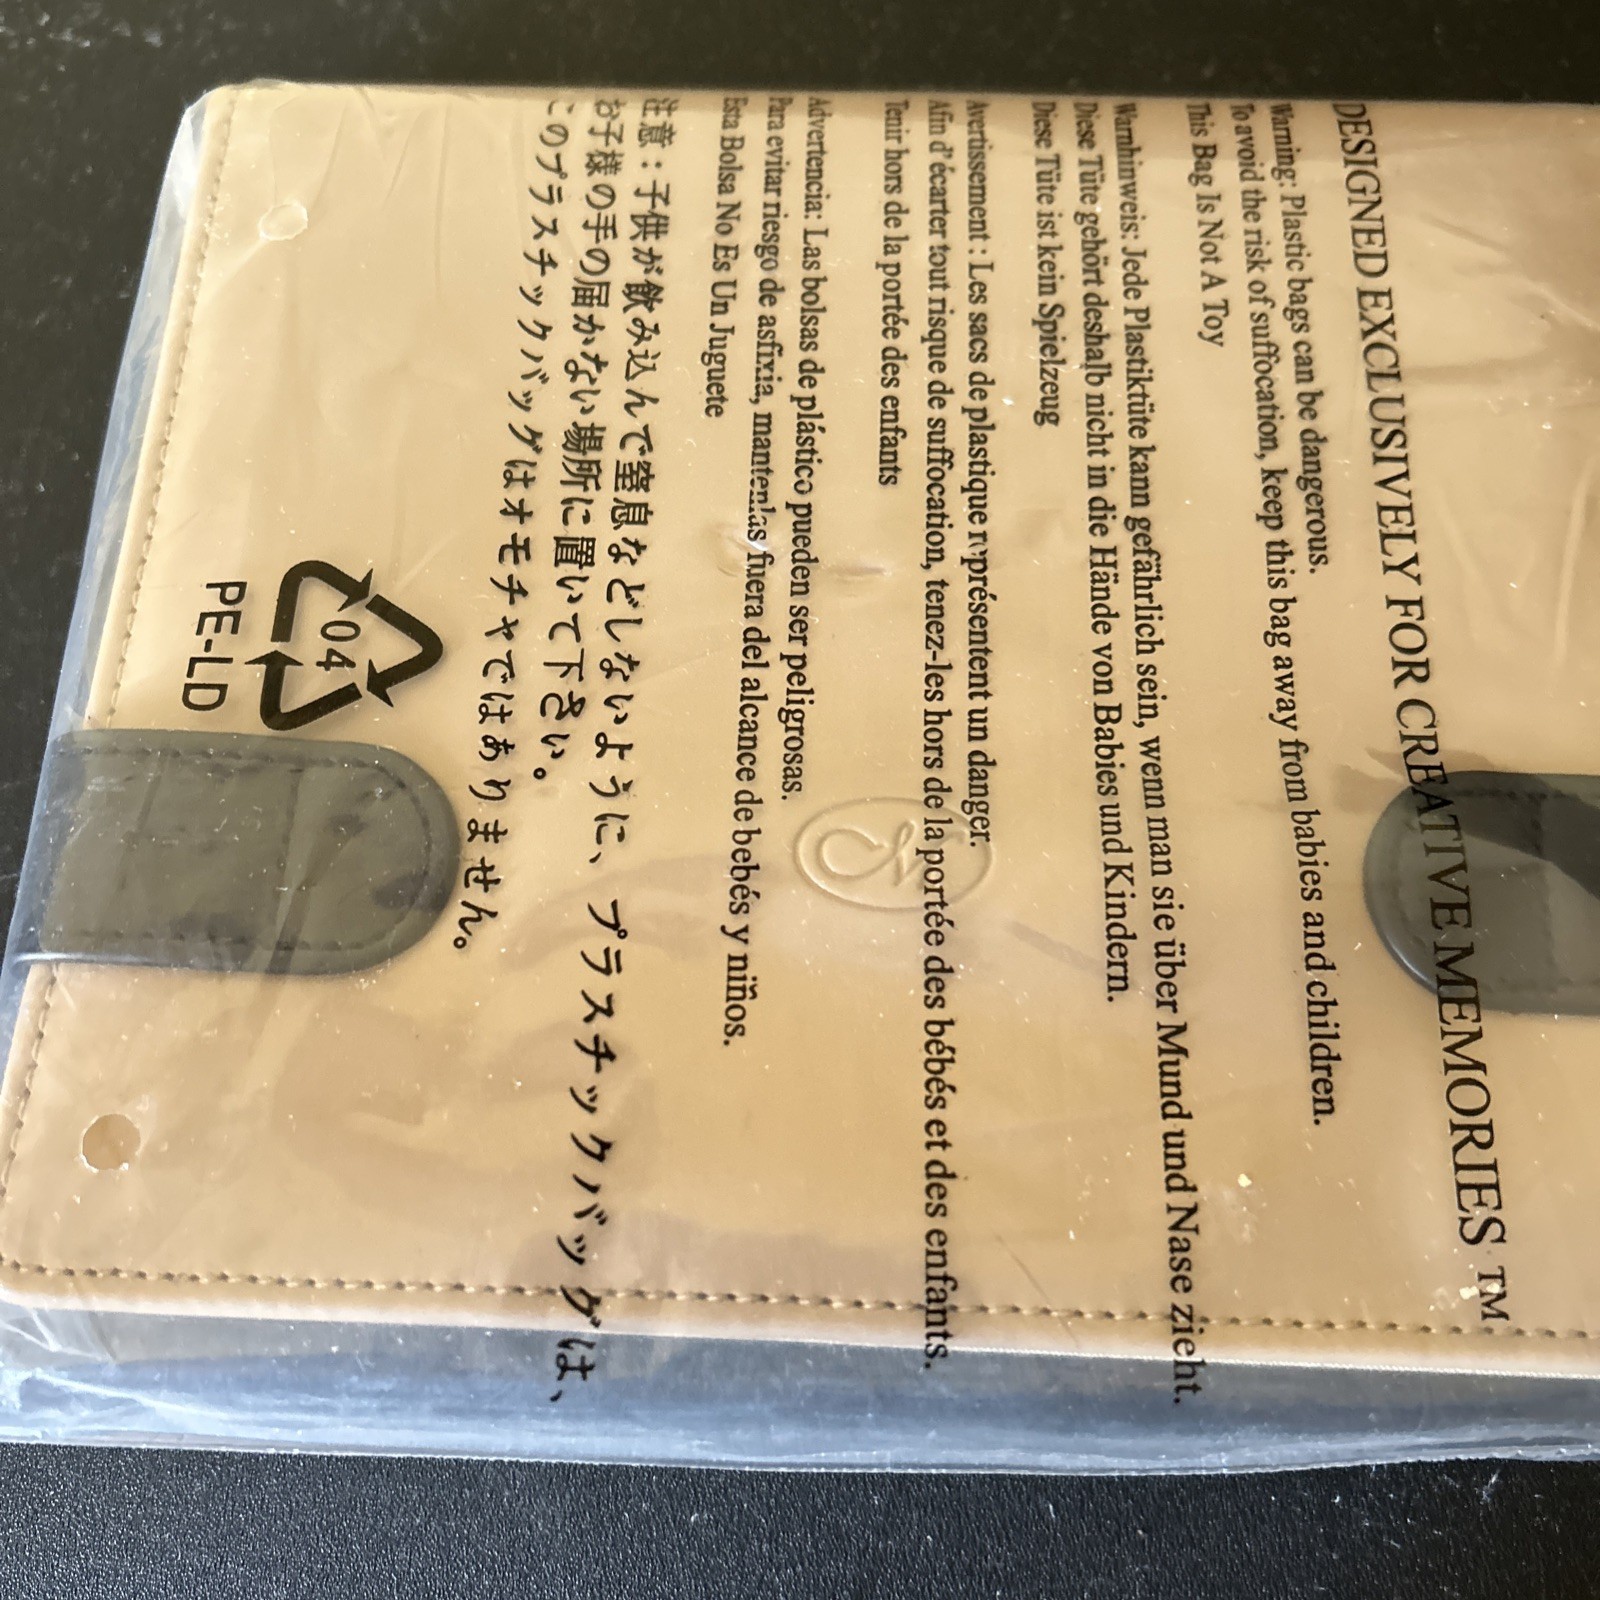 DESIGNED EXCLUSIVELY FOR CREATIVE MEMORIES ™
Warning: Plastic bags can be dangerous.
To avoid the risk of suffocation, keep this bag away from babies and children.
This Bag Is Not A Toy
Warnhinweis: Jede Plastiktüte kann gefährlich sein, wenn man sie über Mund und Nase zieht.
Diese Tüte gehört deshalb nicht in die Hände von Babies und Kindern.
Diese Tüte ist kein Spielzeug
Avertissement : Les sacs de plastique représentent un danger.
Afin d'écarter tout risque de suffocation, tenez-les hors de la portée des bébés et des enfants.
Tenir hors de la portée des enfants
Advertencia: Las bolsas de plástico pueden ser peligrosas.
Para evitar riesgo de asfixia, mantenlas fuera del alcance de bebés y niños.
Esta Bolsa No Es Un Juguete
注意：子供が飲み込んで窒息などしないように、プラスチックバッグは、
お子様の手の届かない場所に置いて下さい。
このプラスチックバッグはオモチャではありません。
04
PE-LD